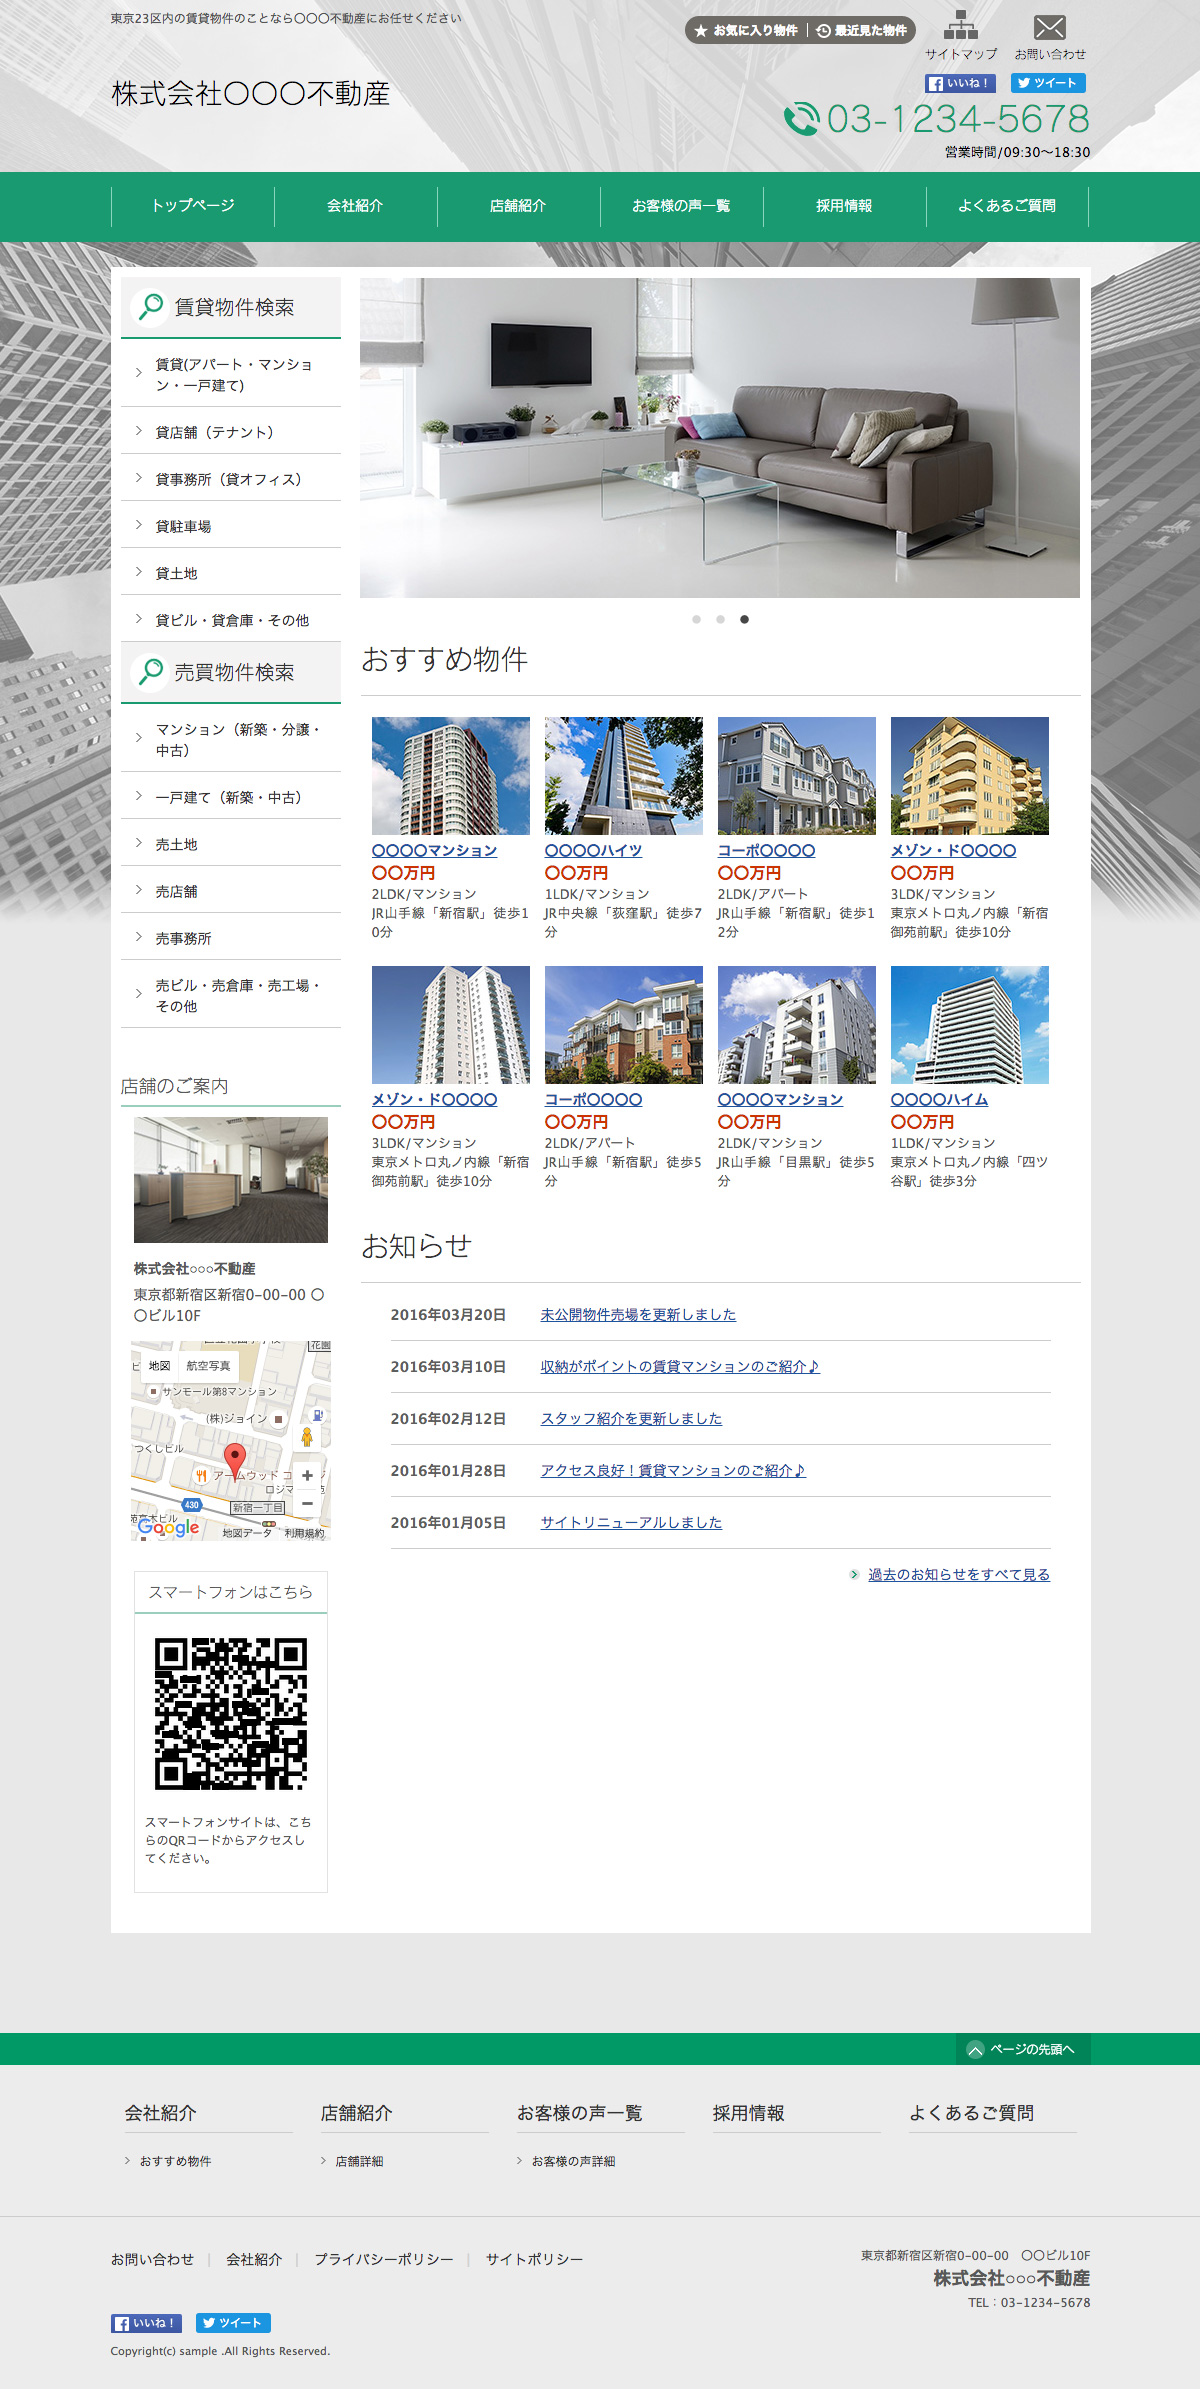 東京23区内の賃貸物件のことなら〇〇〇不動産にお任せください
お気に入り物件
最近見た物件
サイトマップ
お問い合わせ
株式会社〇〇〇不動産
いいね！
ツイート
03-1234-5678
営業時間/09:30〜18:30
トップページ
会社紹介
店舗紹介
お客様の声一覧
採用情報
よくあるご質問
賃貸物件検索
賃貸(アパート・マンショ
ン・一戸建て)
貸店舗（テナント）
貸事務所（貸オフィス）
貸駐車場
貸土地
貸ビル・貸倉庫・その他
売買物件検索
マンション（新築・分譲・
中古）
一戸建て（新築・中古）
売土地
売店舗
売事務所
売ビル・売倉庫・売工場・
その他
店舗のご案内
株式会社○○○不動産
東京都新宿区新宿0-00-00 〇
〇ビル10F
花園
地図
航空写真
サンモール第8マンション
(株)ジョイン
つくしビル
アームウッド コ
ロジマ
430
新宿一丁目
Google
地図データ
利用規約
スマートフォンはこちら
スマートフォンサイトは、こち
らのQRコードからアクセスし
てください。
おすすめ物件
〇〇〇〇マンション
〇〇万円
2LDK/マンション
JR山手線「新宿駅」徒歩1
0分
〇〇〇〇ハイツ
〇〇万円
1LDK/マンション
JR中央線「荻窪駅」徒歩7
分
コーポ〇〇〇〇
〇〇万円
2LDK/アパート
JR山手線「新宿駅」徒歩1
2分
メゾン・ド〇〇〇〇
〇〇万円
3LDK/マンション
東京メトロ丸ノ内線「新宿
御苑前駅」徒歩10分
メゾン・ド〇〇〇〇
〇〇万円
3LDK/マンション
東京メトロ丸ノ内線「新宿
御苑前駅」徒歩10分
コーポ〇〇〇〇
〇〇万円
2LDK/アパート
JR山手線「新宿駅」徒歩5
分
〇〇〇〇マンション
〇〇万円
2LDK/マンション
JR山手線「目黒駅」徒歩5
分
〇〇〇〇ハイム
〇〇万円
1LDK/マンション
東京メトロ丸ノ内線「四ツ
谷駅」徒歩3分
お知らせ
2016年03月20日 未公開物件売場を更新しました
2016年03月10日 収納がポイントの賃貸マンションのご紹介♪
2016年02月12日 スタッフ紹介を更新しました
2016年01月28日 アクセス良好！賃貸マンションのご紹介♪
2016年01月05日 サイトリニューアルしました
過去のお知らせをすべて見る
ページの先頭へ
会社紹介
おすすめ物件
店舗紹介
店舗詳細
お客様の声一覧
お客様の声詳細
採用情報
よくあるご質問
お問い合わせ | 会社紹介 | プライバシーポリシー | サイトポリシー
東京都新宿区新宿0-00-00 〇〇ビル10F
株式会社○○○不動産
TEL：03-1234-5678
いいね！
ツイート
Copyright(c) sample .All Rights Reserved.